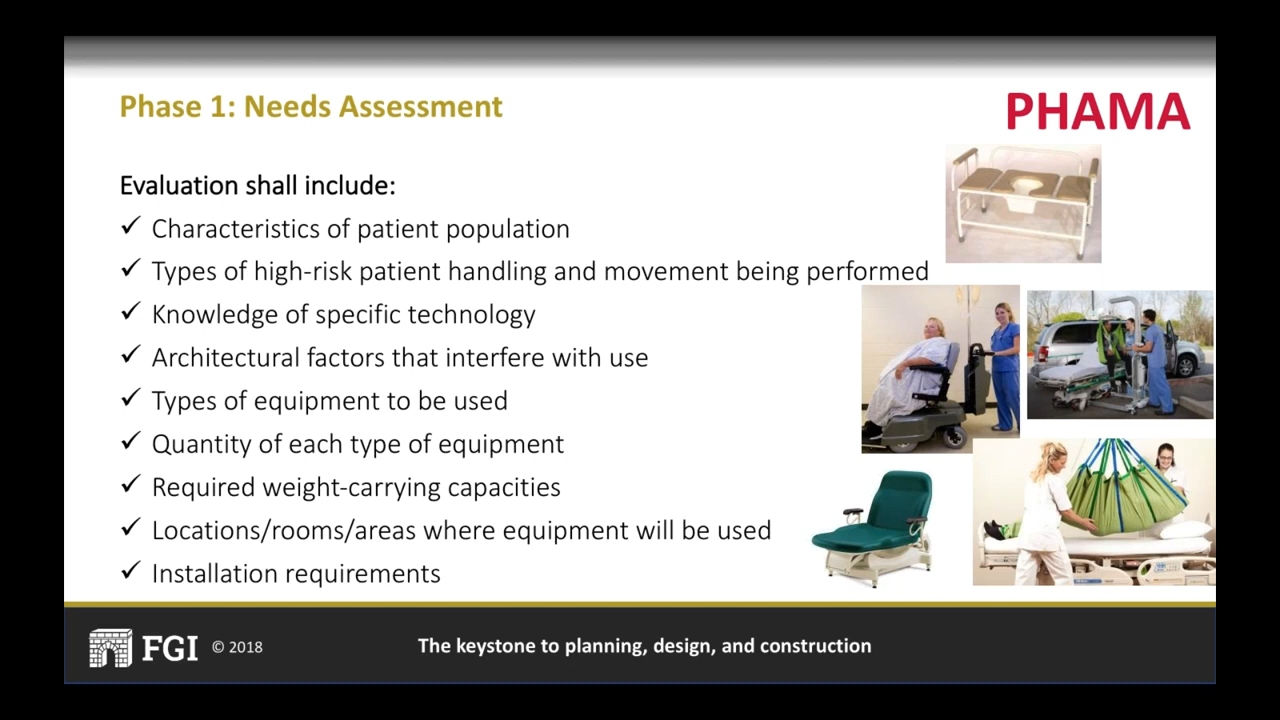 Phase 1: Needs Assessment
PHAMA
Evaluation shall include:
✓ Characteristics of patient population
✓ Types of high-risk patient handling and movement being performed
✓ Knowledge of specific technology
✓ Architectural factors that interfere with use
✓ Types of equipment to be used
✓ Quantity of each type of equipment
✓ Required weight-carrying capacities
✓ Locations/rooms/areas where equipment will be used
✓ Installation requirements
FGI © 2018
The keystone to planning, design, and construction